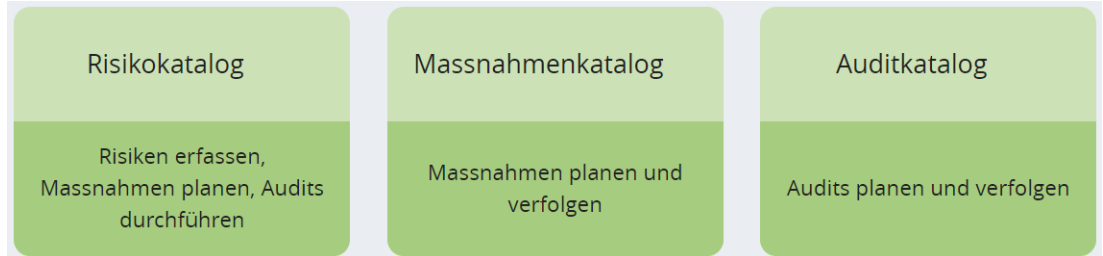 Risikokatalog
Risiken erfassen,
Massnahmen planen, Audits
durchführen
Massnahmenkatalog
Massnahmen planen und
verfolgen
Auditkatalog
Audits planen und verfolgen